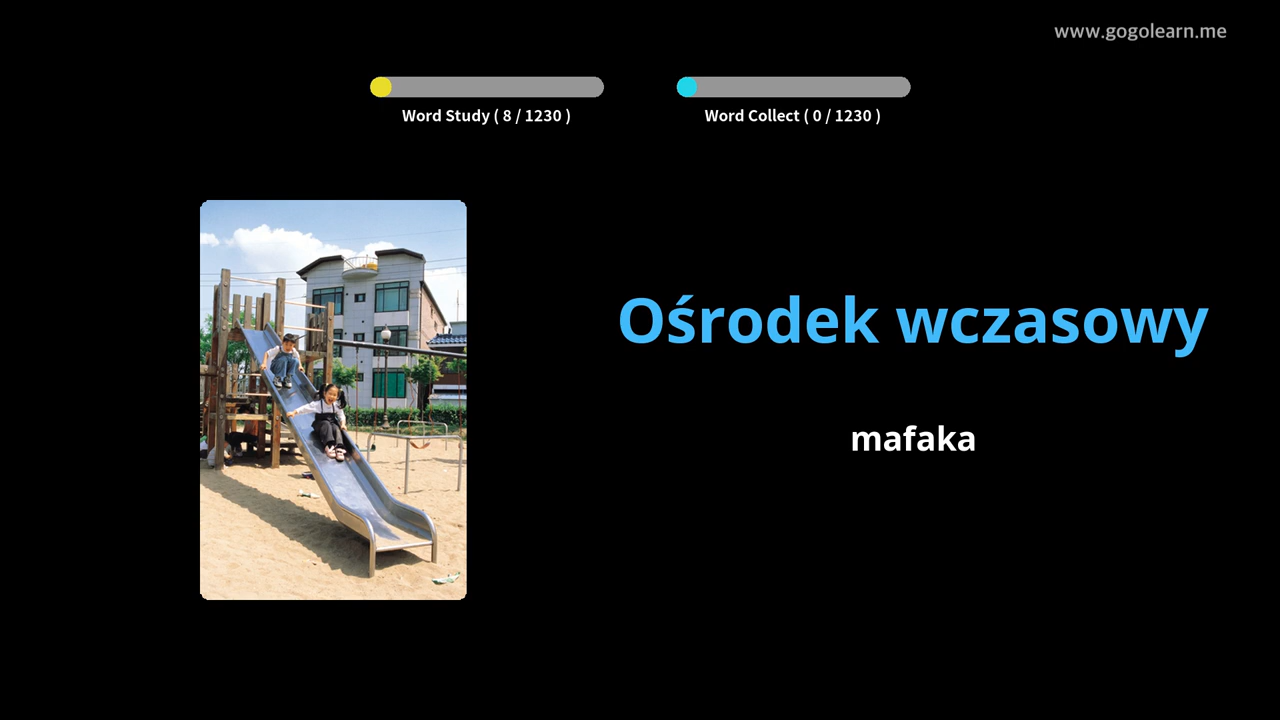 www.gogolearn.me
Word Study ( 8 / 1230 )
Word Collect ( 0 / 1230 )
Ośrodek wczasowy
mafaka